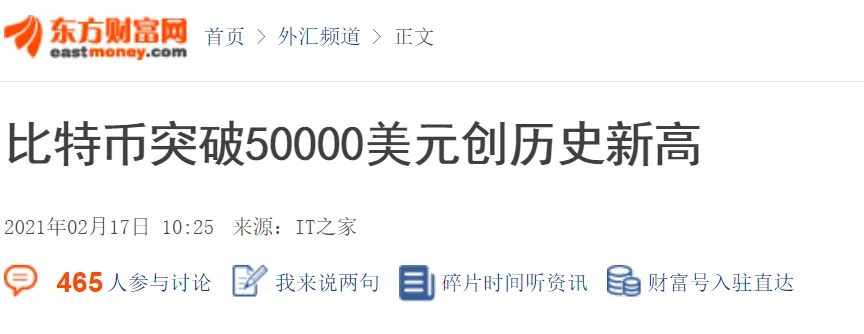 东方财富网
eastmoney.com
首页 > 外汇频道 > 正文
比特币突破50000美元创历史新高
2021年02月17日 10:25 来源：IT之家
465人参与讨论 我来说两句 碎片时间听资讯 财富号入驻直达